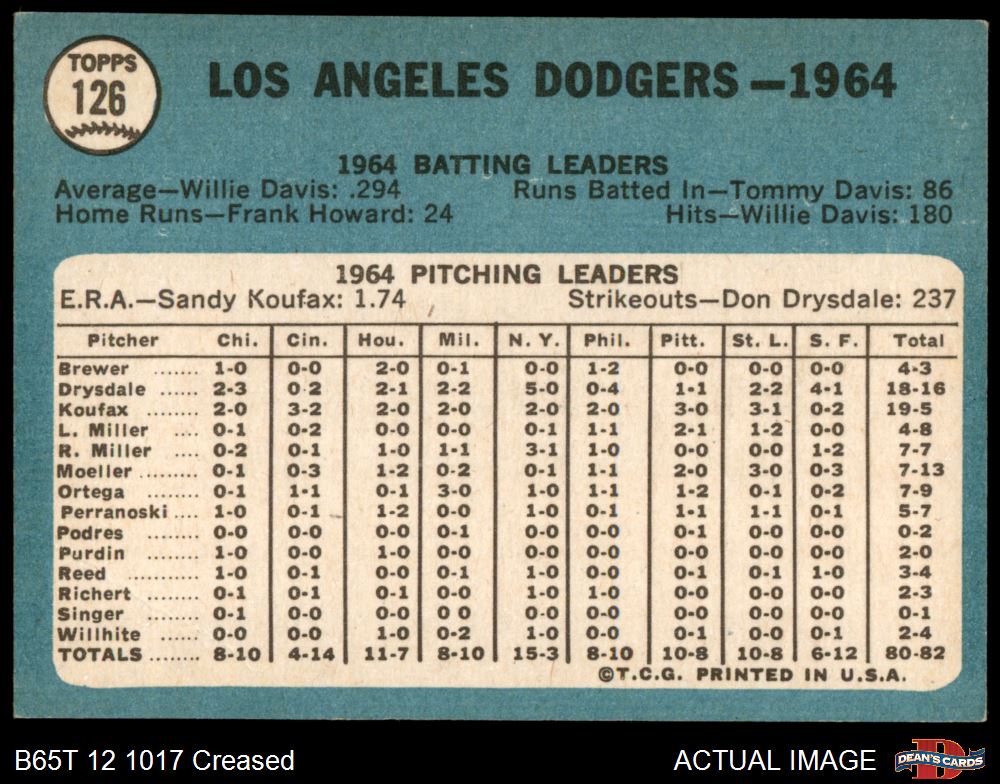 TOPPS
126
LOS ANGELES DODGERS—1964
1964 BATTING LEADERS
Average—Willie Davis: .294 Runs Batted In—Tommy Davis: 86
Home Runs—Frank Howard: 24 Hits—Willie Davis: 180
1964 PITCHING LEADERS
E.R.A.—Sandy Koufax: 1.74 Strikeouts—Don Drysdale: 237
Pitcher Chi. Cin. Hou. Mil. N. Y. Phil. Pitt. St. L. S. F. Total
Brewer ....... 1-0 0-0 2-0 0-1 0-0 1-2 0-0 0-0 0-0 4-3
Drysdale ...... 2-3 0-2 2-1 2-2 5-0 0-4 1-1 2-2 4-1 18-16
Koufax ........ 2-0 3-2 2-0 2-0 2-0 2-0 3-0 3-1 0-2 19-5
L. Miller .... 0-1 0-2 0-0 0-0 0-1 1-1 2-1 1-2 0-0 4-8
R. Miller .... 0-2 0-1 1-0 1-1 3-1 1-0 0-0 0-0 1-2 7-7
Moeller ......... 0-1 0-3 1-2 0-2 0-1 1-1 2-0 3-0 0-3 7-13
Ortega ........ 0-1 1-1 0-1 3-0 1-0 1-1 1-2 0-1 0-2 7-9
Perranoski .... 1-0 0-1 1-2 0-0 1-0 0-1 1-1 1-1 0-1 5-7
Podres ........ 0-0 0-0 0-0 0-1 0-0 0-0 0-1 0-0 0-0 0-2
Purdin ........ 1-0 0-0 1-0 0-0 0-0 0-0 0-0 0-0 0-0 2-0
Reed ........... 1-0 0-1 0-0 0-1 1-0 0-0 0-1 0-1 1-0 3-4
Richert ........ 0-1 0-1 0-1 0-0 1-0 1-0 0-0 0-0 0-0 2-3
Singer ........ 0-1 0-0 0-0 0 0 0-0 0-0 0-0 0-0 0-0 0-1
Willhite ...... 0-0 0-0 1-0 0-2 1-0 0-0 0-1 0-0 0-1 2-4
TOTALS ........ 8-10 4-14 11-7 8-10 15-3 8-10 10-8 10-8 6-12 80-82
©T.C.G. PRINTED IN U.S.A.
B65T 12 1017 Creased ACTUAL IMAGE
DEAN'S CARDS